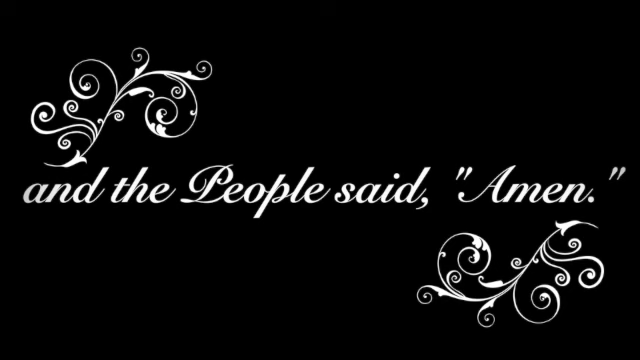 and the People said, "Amen."